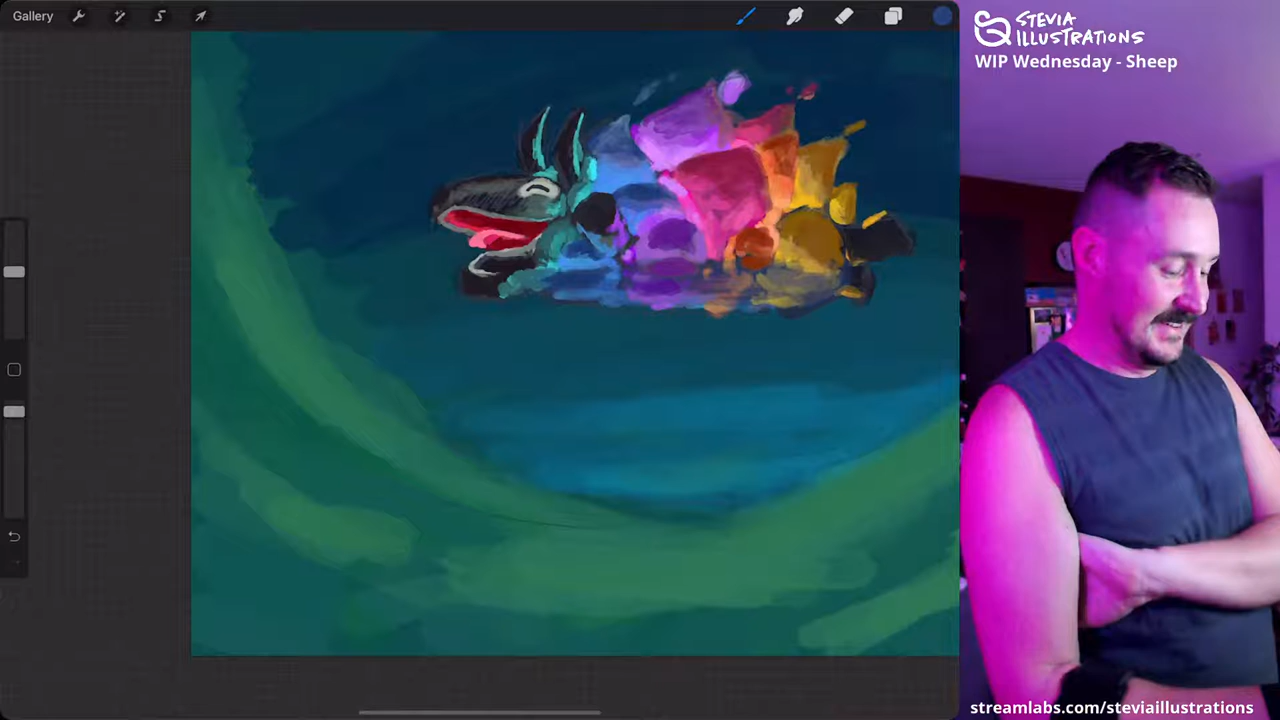 Gallery
STEVIA
ILLUSTRATIONS
WIP Wednesday - Sheep
streamlabs.com/steviaillustrations